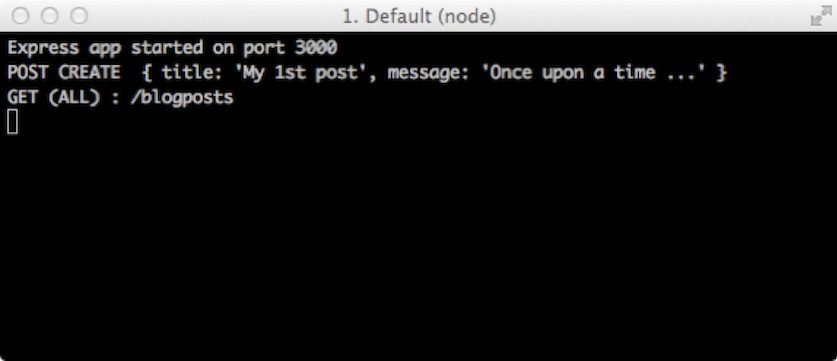 1. Default (node)
Express app started on port 3000
POST CREATE  { title: 'My 1st post', message: 'Once upon a time ...' }
GET (ALL) : /blogposts